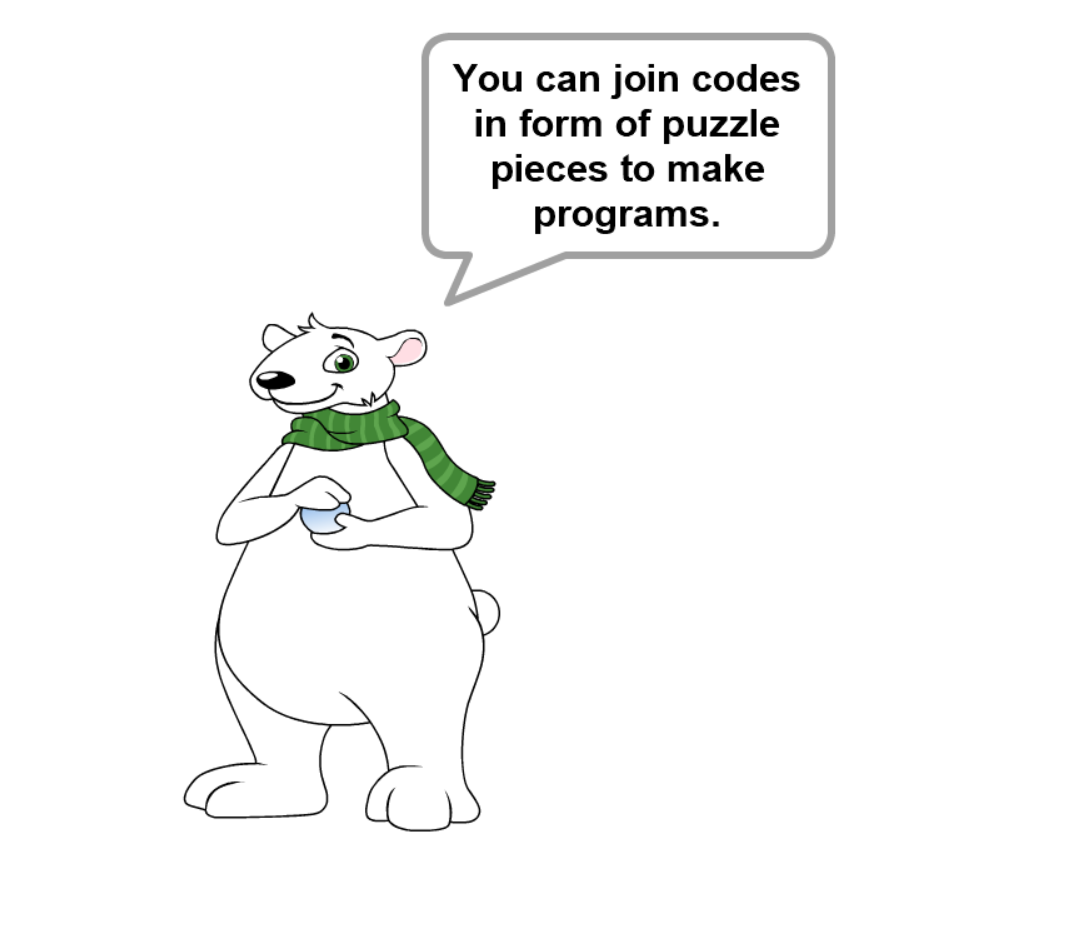 You can join codes
in form of puzzle
pieces to make
programs.